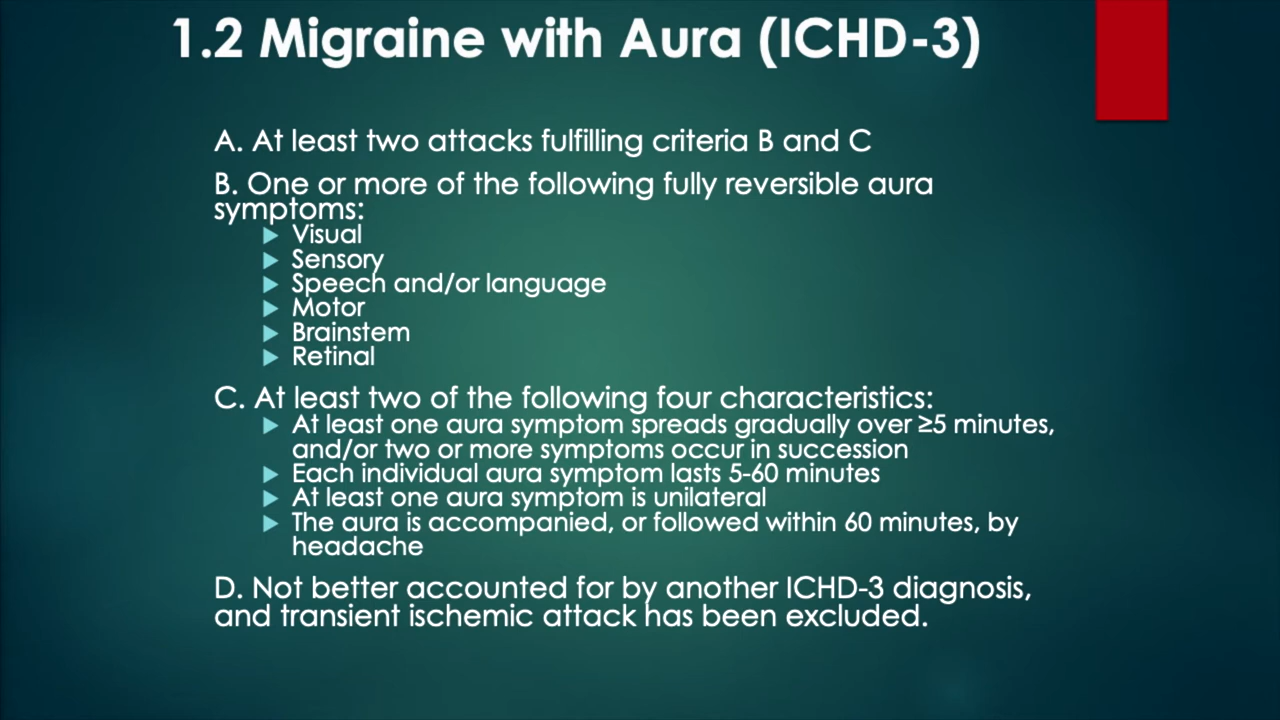 1.2 Migraine with Aura (ICHD-3)
A. At least two attacks fulfilling criteria B and C
B. One or more of the following fully reversible aura
symptoms:
Visual
Sensory
Speech and/or language
Motor
Brainstem
Retinal
C. At least two of the following four characteristics:
At least one aura symptom spreads gradually over ≥5 minutes,
and/or two or more symptoms occur in succession
Each individual aura symptom lasts 5-60 minutes
At least one aura symptom is unilateral
The aura is accompanied, or followed within 60 minutes, by
headache
D. Not better accounted for by another ICHD-3 diagnosis,
and transient ischemic attack has been excluded.